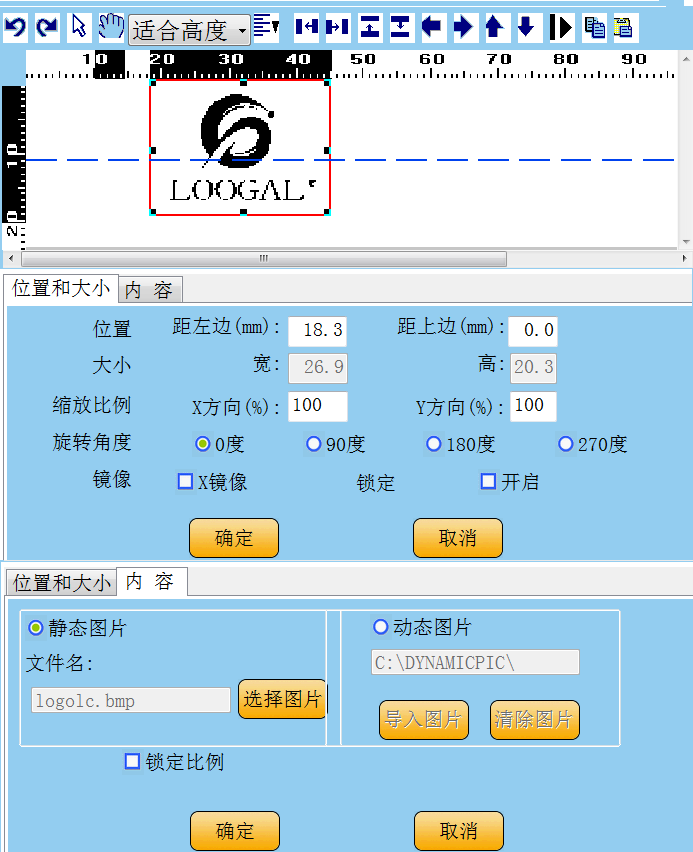 适合高度
10 20 30 40 50 60 70 80 90
10
20
LOOGAL
位置和大小 内 容
位置 距左边(mm): 18.3 距上边(mm): 0.0
大小 宽: 26.9 高: 20.3
缩放比例 X方向(%): 100 Y方向(%): 100
旋转角度 0度 90度 180度 270度
镜像 X镜像 锁定 开启
确定 取消
位置和大小 内 容
静态图片 动态图片
文件名: C:\DYNAMICPIC\
logolc.bmp 选择图片 导入图片 清除图片
锁定比例
确定 取消